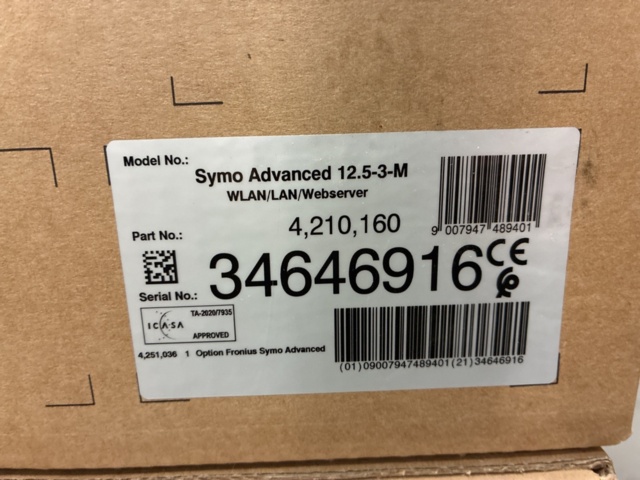 Model No.: Symo Advanced 12.5-3-M
WLAN/LAN/Webserver
9 007947 489401
Part No.: 4,210,160
Serial No.: 34646916
CE
ICASA TA-2020/7935
APPROVED
4,251,036 1 Option Fronius Symo Advanced
(01)09007947489401(21)34646916